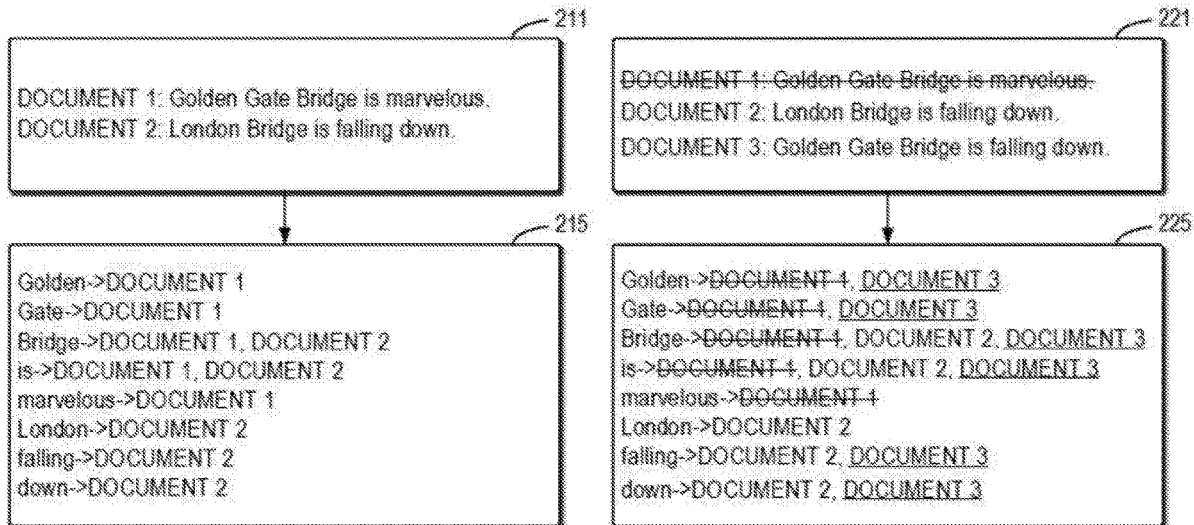 211
DOCUMENT 1: Golden Gate Bridge is marvelous.
DOCUMENT 2: London Bridge is falling down.
215
Golden->DOCUMENT 1
Gate->DOCUMENT 1
Bridge->DOCUMENT 1, DOCUMENT 2
is->DOCUMENT 1, DOCUMENT 2
marvelous->DOCUMENT 1
London->DOCUMENT 2
falling->DOCUMENT 2
down->DOCUMENT 2
221
DOCUMENT 1: Golden Gate Bridge is marvelous.
DOCUMENT 2: London Bridge is falling down.
DOCUMENT 3: Golden Gate Bridge is falling down.
225
Golden->DOCUMENT 1, DOCUMENT 3
Gate->DOCUMENT 1, DOCUMENT 3
Bridge->DOCUMENT 1, DOCUMENT 2, DOCUMENT 3
is->DOCUMENT 1, DOCUMENT 2, DOCUMENT 3
marvelous->DOCUMENT 1
London->DOCUMENT 2
falling->DOCUMENT 2, DOCUMENT 3
down->DOCUMENT 2, DOCUMENT 3